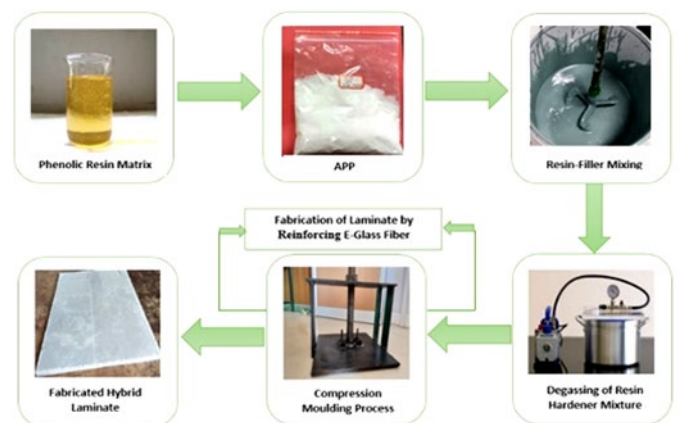 Phenolic Resin Matrix
APP
Resin-Filler Mixing
Fabrication of Laminate by
Reinforcing E-Glass Fiber
Fabricated Hybrid
Laminate
Compression
Moulding Process
Degassing of Resin
Hardener Mixture